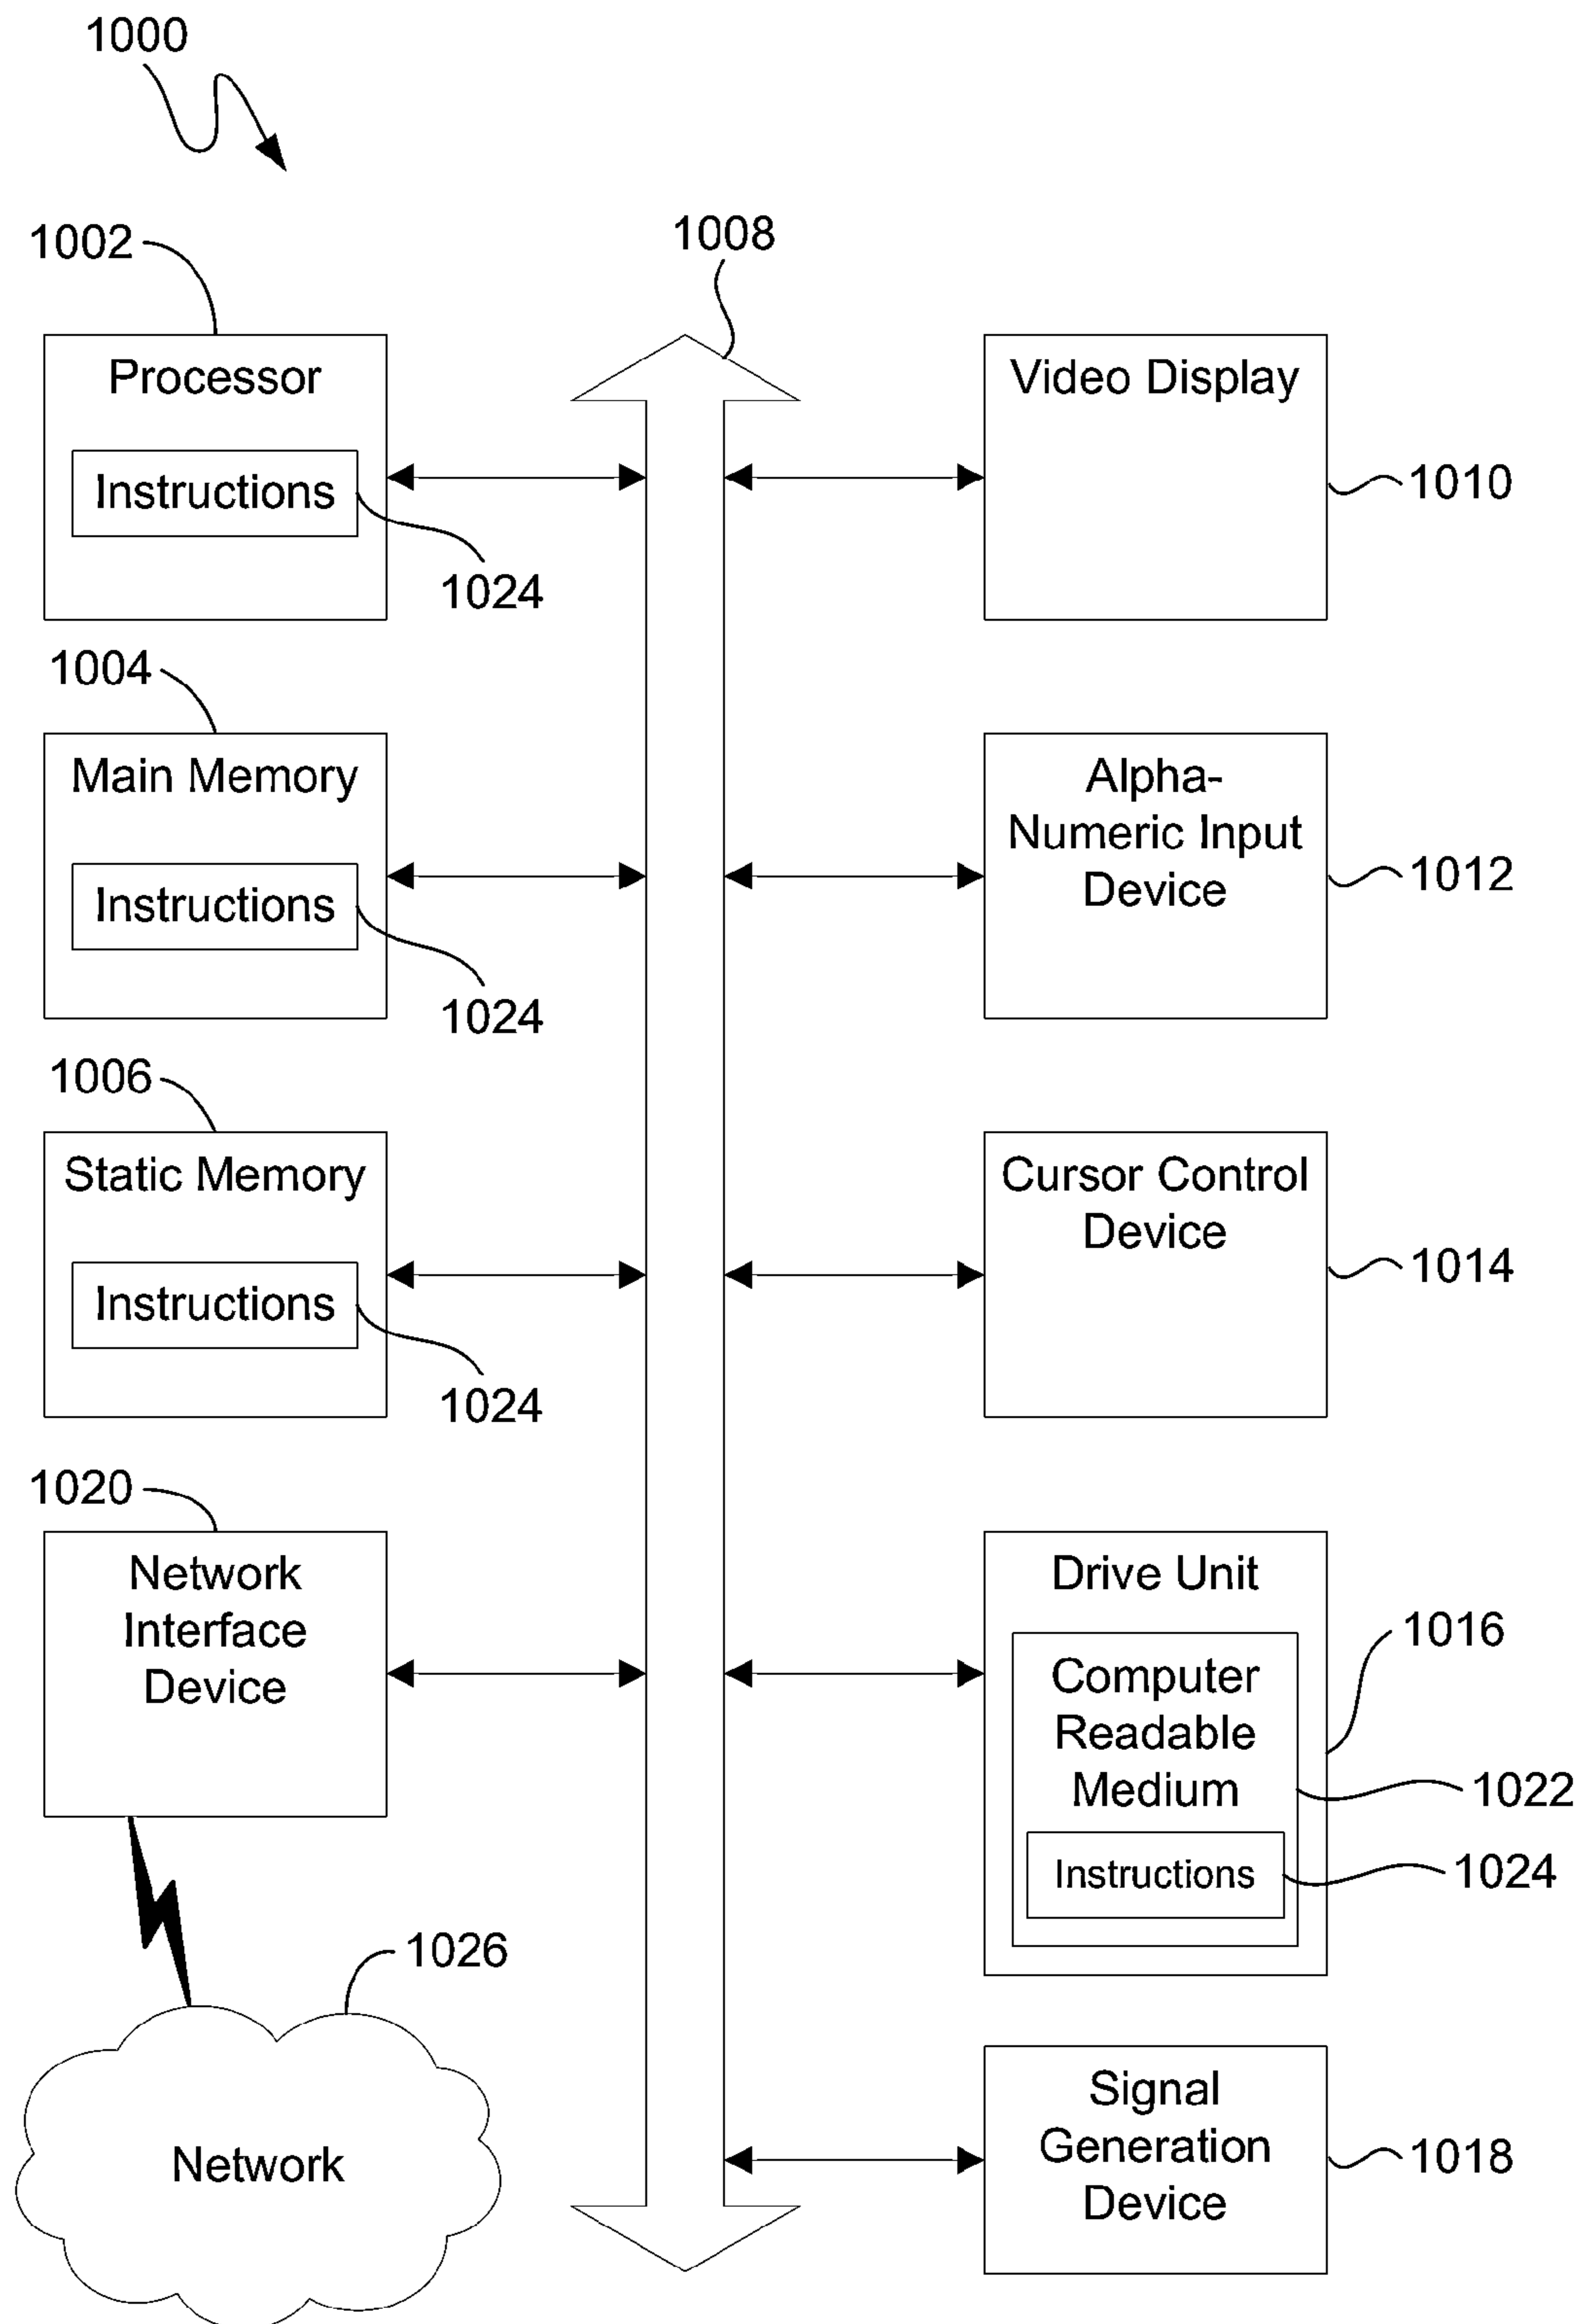 1000
1002
1008
Processor
Instructions
1024
Video Display
1010
1004
Main Memory
Instructions
1024
Alpha-
Numeric Input
Device
1012
1006
Static Memory
Instructions
1024
Cursor Control
Device
1014
1020
Network
Interface
Device
Drive Unit
1016
Computer
Readable
Medium
1022
Instructions
1024
1026
Network
Signal
Generation
Device
1018